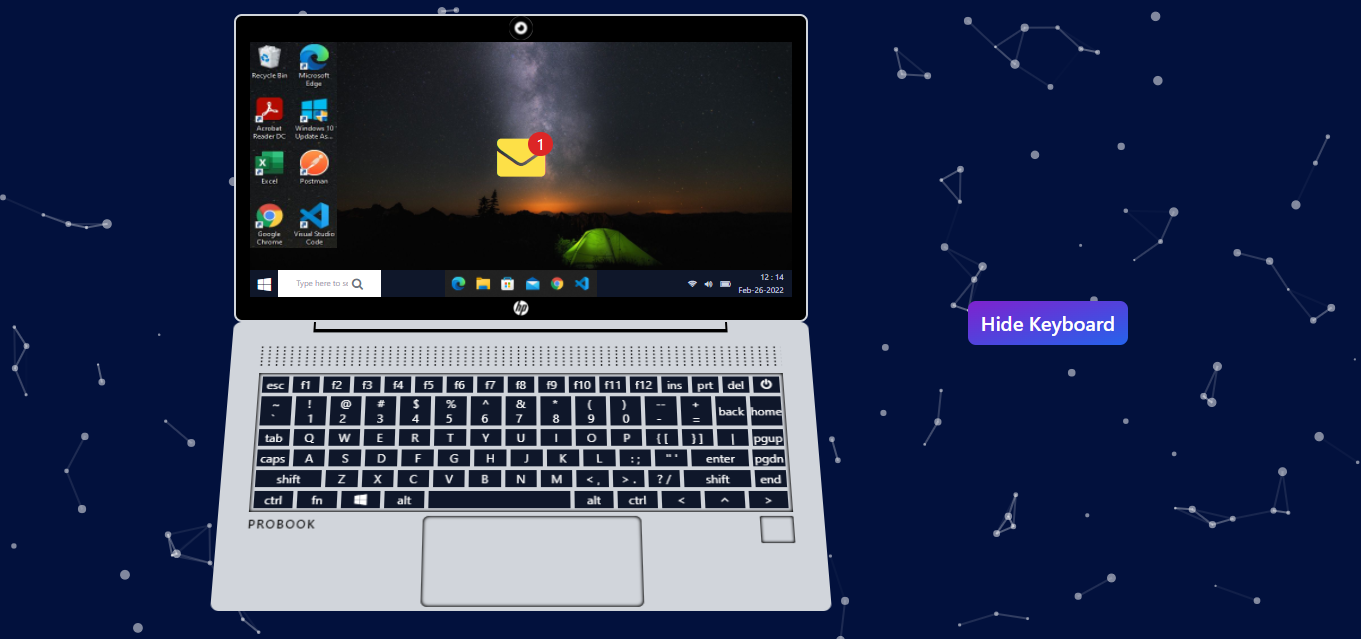 Recycle Bin
Microsoft Edge
Acrobat Reader DC
Windows 10 Update As...
Excel
Postman
Google Chrome
Visual Studio Code
1
Type here to se
12 : 14
Feb-26-2022
hp
Hide Keyboard
esc f1 f2 f3 f4 f5 f6 f7 f8 f9 f10 f11 f12 ins prt del
~ ! @ # $ % ^ & * ( ) -- +
` 1 2 3 4 5 6 7 8 9 0 - = back home
tab Q W E R T Y U I O P { [ } ] | pgup
caps A S D F G H J K L : ; " ' enter pgdn
shift Z X C V B N M < , > . ? / shift end
ctrl fn alt alt ctrl < ^ >
PROBOOK